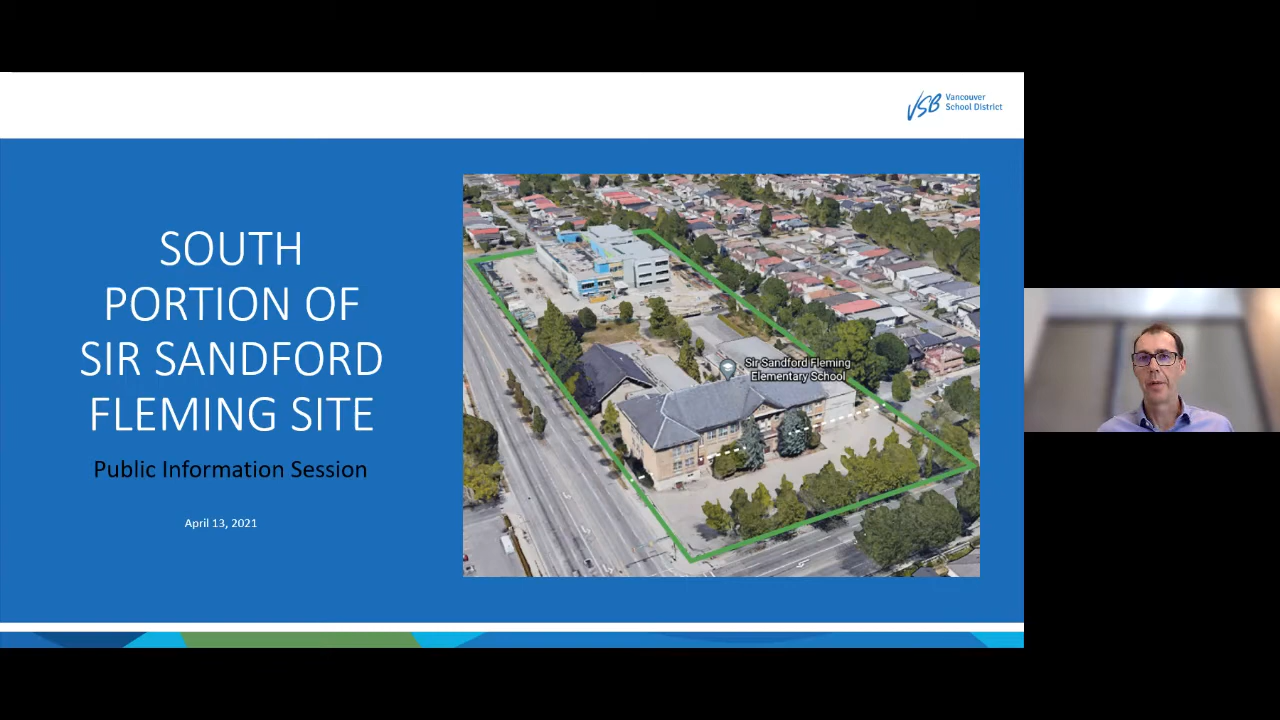 VSB Vancouver
School District
SOUTH
PORTION OF
SIR SANDFORD
FLEMING SITE
Public Information Session
April 13, 2021
Sir Sandford Fleming
Elementary School